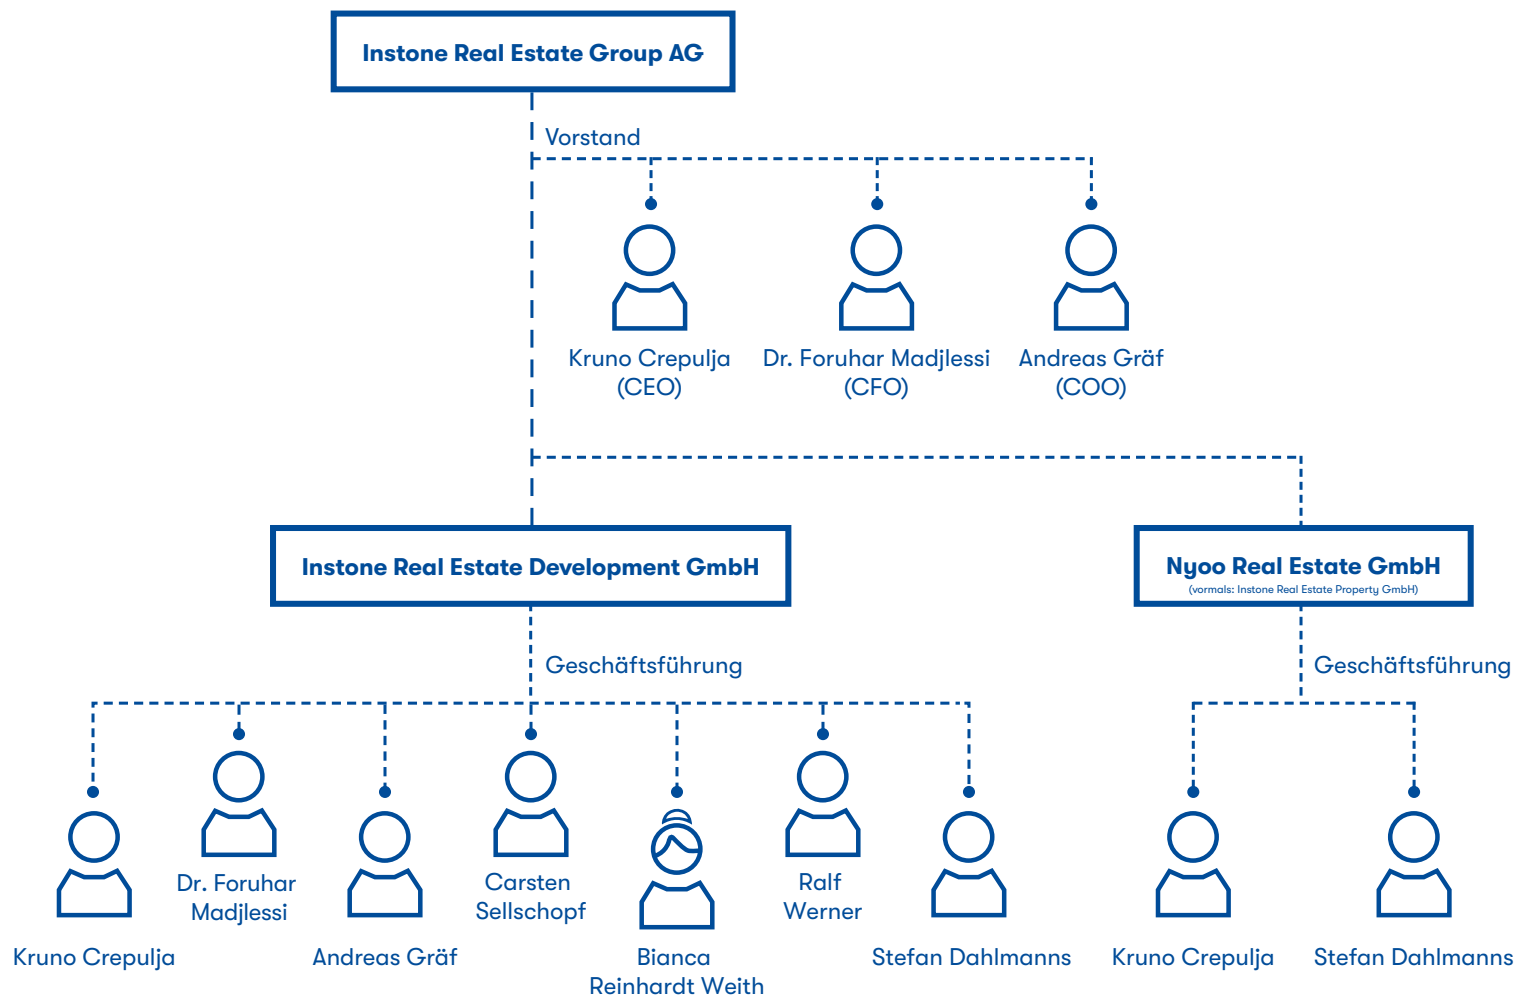 Instone Real Estate Group AG
Vorstand
Kruno Crepulja
(CEO)
Dr. Foruhar Madjlessi
(CFO)
Andreas Gräf
(COO)
Instone Real Estate Development GmbH
Nyoo Real Estate GmbH
(vormals: Instone Real Estate Property GmbH)
Geschäftsführung
Geschäftsführung
Kruno Crepulja
Dr. Foruhar
Madjlessi
Andreas Gräf
Carsten
Sellschopf
Bianca
Reinhardt Weith
Ralf
Werner
Stefan Dahlmanns
Kruno Crepulja
Stefan Dahlmanns